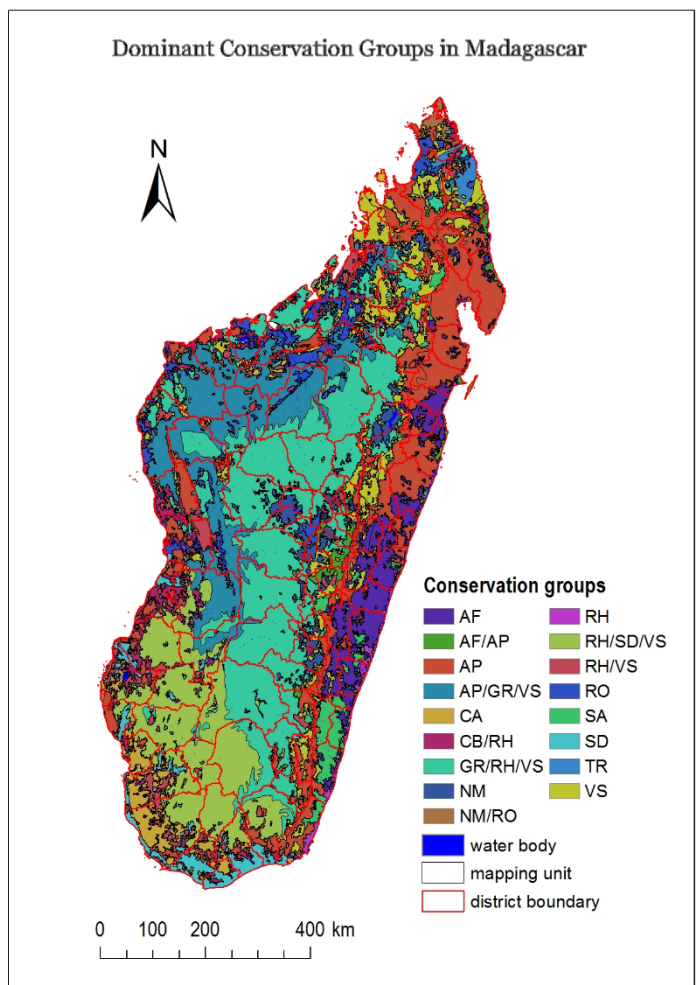 Dominant Conservation Groups in Madagascar
N
Conservation groups
AF
RH
AF/AP
RH/SD/VS
AP
RH/VS
AP/GR/VS
RO
CA
SA
CB/RH
SD
GR/RH/VS
TR
NM
VS
NM/RO
water body
mapping unit
district boundary
0 100 200 400 km